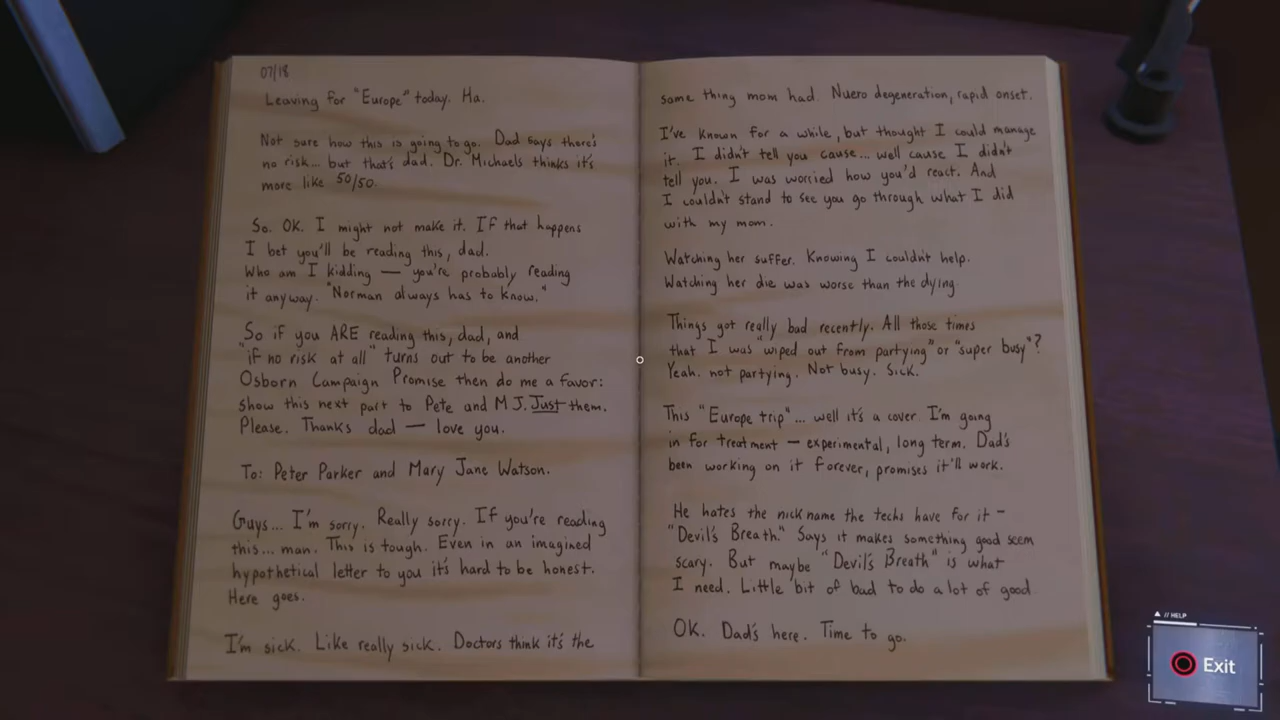 07/18
Leaving for "Europe" today. Ha.
Not sure how this is going to go. Dad says there's
no risk... but that's dad. Dr. Michaels thinks it's
more like 50/50.
So. OK. I might not make it. If that happens
I bet you'll be reading this, dad.
Who am I kidding — you're probably reading
it anyway. "Norman always has to know."
So if you ARE reading this, dad, and
"if no risk at all" turns out to be another
Osborn Campaign Promise then do me a favor:
show this next part to Pete and MJ. Just them.
Please. Thanks dad — love you.
To: Peter Parker and Mary Jane Watson.
Guys... I'm sorry. Really sorry. If you're reading
this... man. This is tough. Even in an imagined
hypothetical letter to you it's hard to be honest.
Here goes.
I'm sick. Like really sick. Doctors think it's the
same thing mom had. Nuero degeneration, rapid onset.
I've known for a while, but thought I could manage
it. I didn't tell you cause... well cause I didn't
tell you. I was worried how you'd react. And
I couldn't stand to see you go through what I did
with my mom.
Watching her suffer. Knowing I couldn't help.
Watching her die was worse than the dying.
Things got really bad recently. All those times
that I was "wiped out from partying" or "super busy"?
Yeah. not partying. Not busy. Sick.
This "Europe trip"... well it's a cover. I'm going
in for treatment — experimental, long term. Dad's
been working on it forever, promises it'll work.
He hates the nickname the techs have for it -
"Devil's Breath." Says it makes something good seem
scary. But maybe "Devil's Breath" is what
I need. Little bit of bad to do a lot of good.
OK. Dad's here. Time to go.
// HELP
Exit